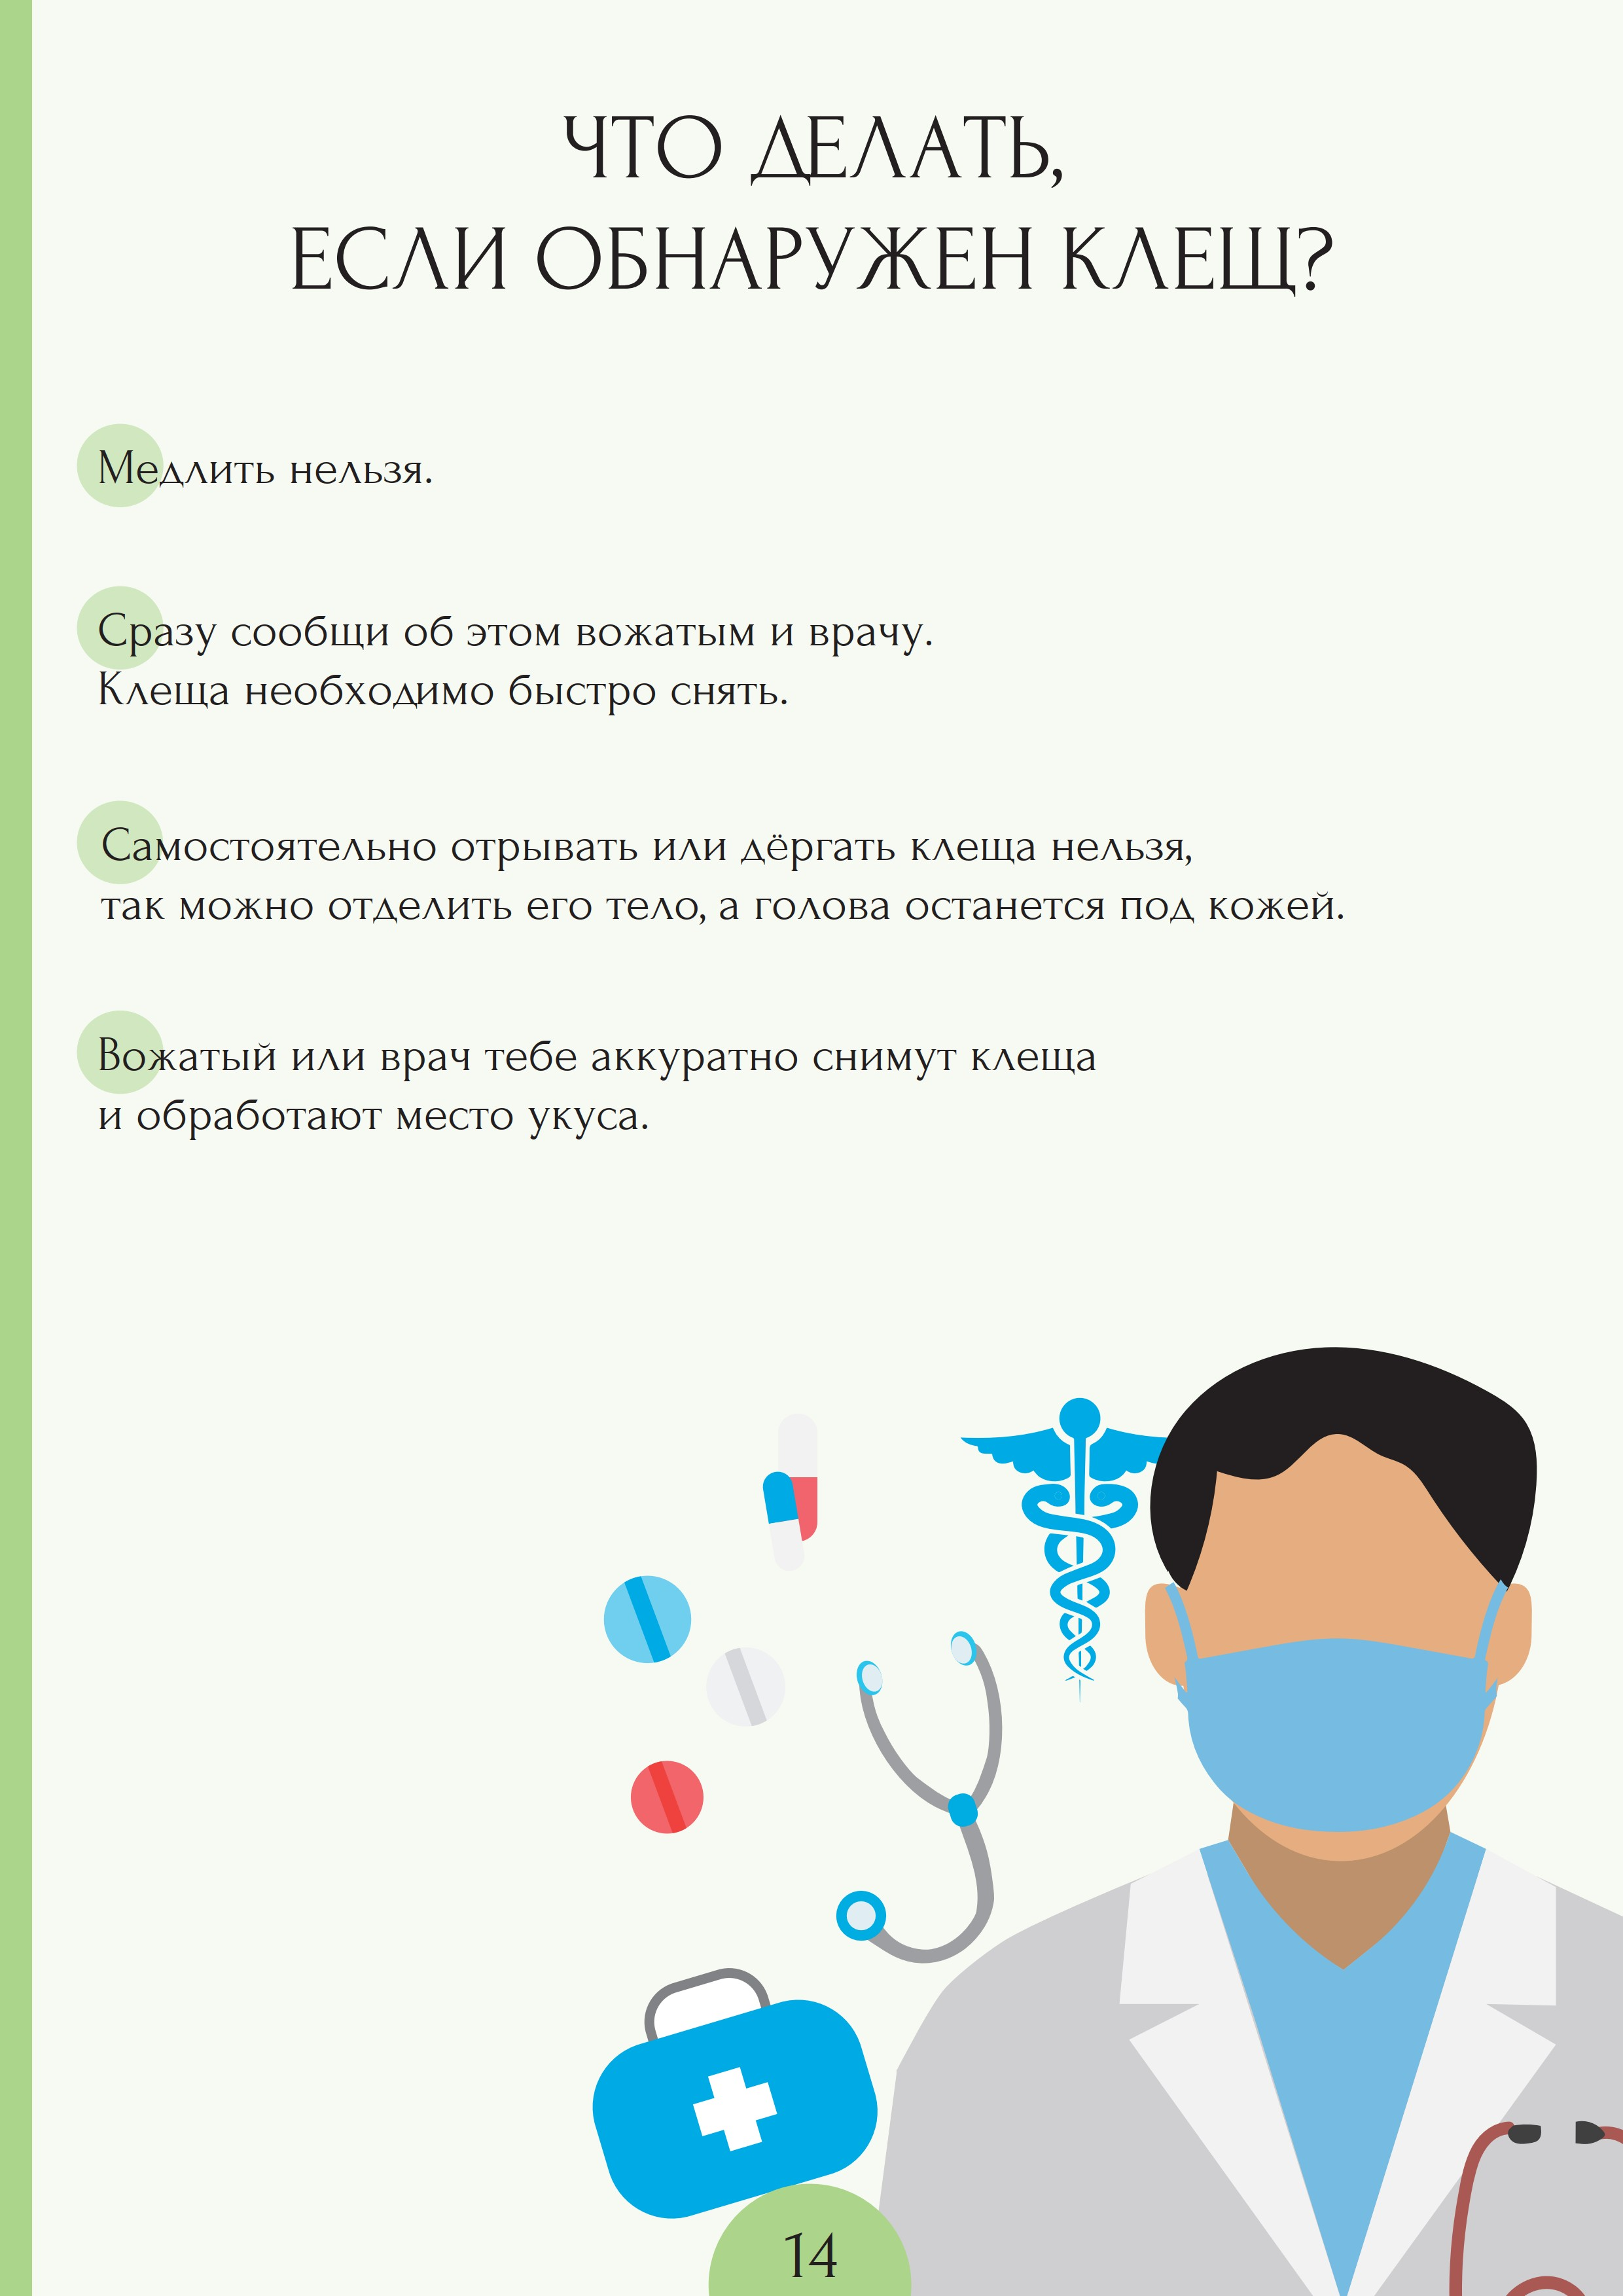 ЧТО ДЕЛАТЬ,
ЕСЛИ ОБНАРУЖЕН КЛЕЩ?
Медлить нельзя.
Сразу сообщи об этом вожатым и врачу.
Клеща необходимо быстро снять.
Самостоятельно отрывать или дёргать клеща нельзя,
так можно отделить его тело, а голова останется под кожей.
Вожатый или врач тебе аккуратно снимут клеща
и обработают место укуса.
14